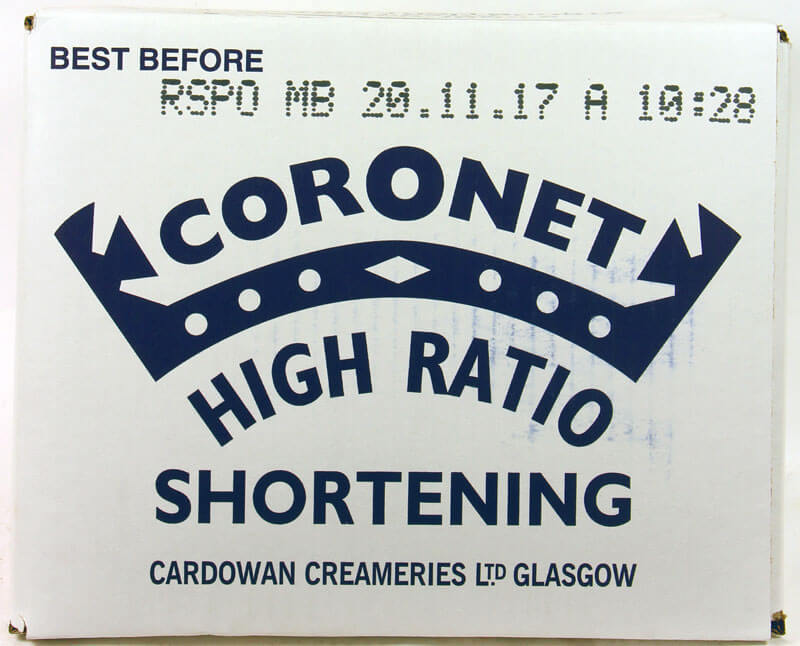 BEST BEFORE
RSPO MB 20.11.17 A 10:28
CORONET
HIGH RATIO
SHORTENING
CARDOWAN CREAMERIES LTD GLASGOW